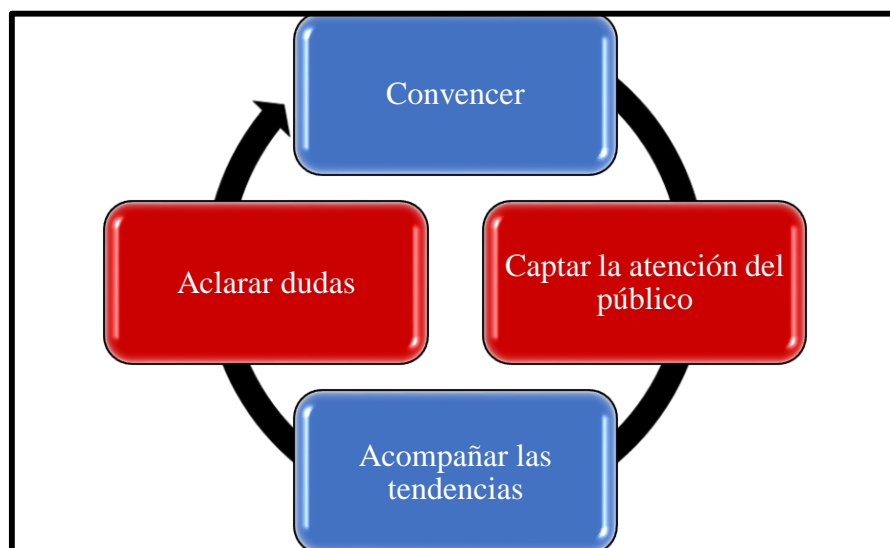 Convencer
Captar la atención del
público
Acompañar las
tendencias
Aclarar dudas